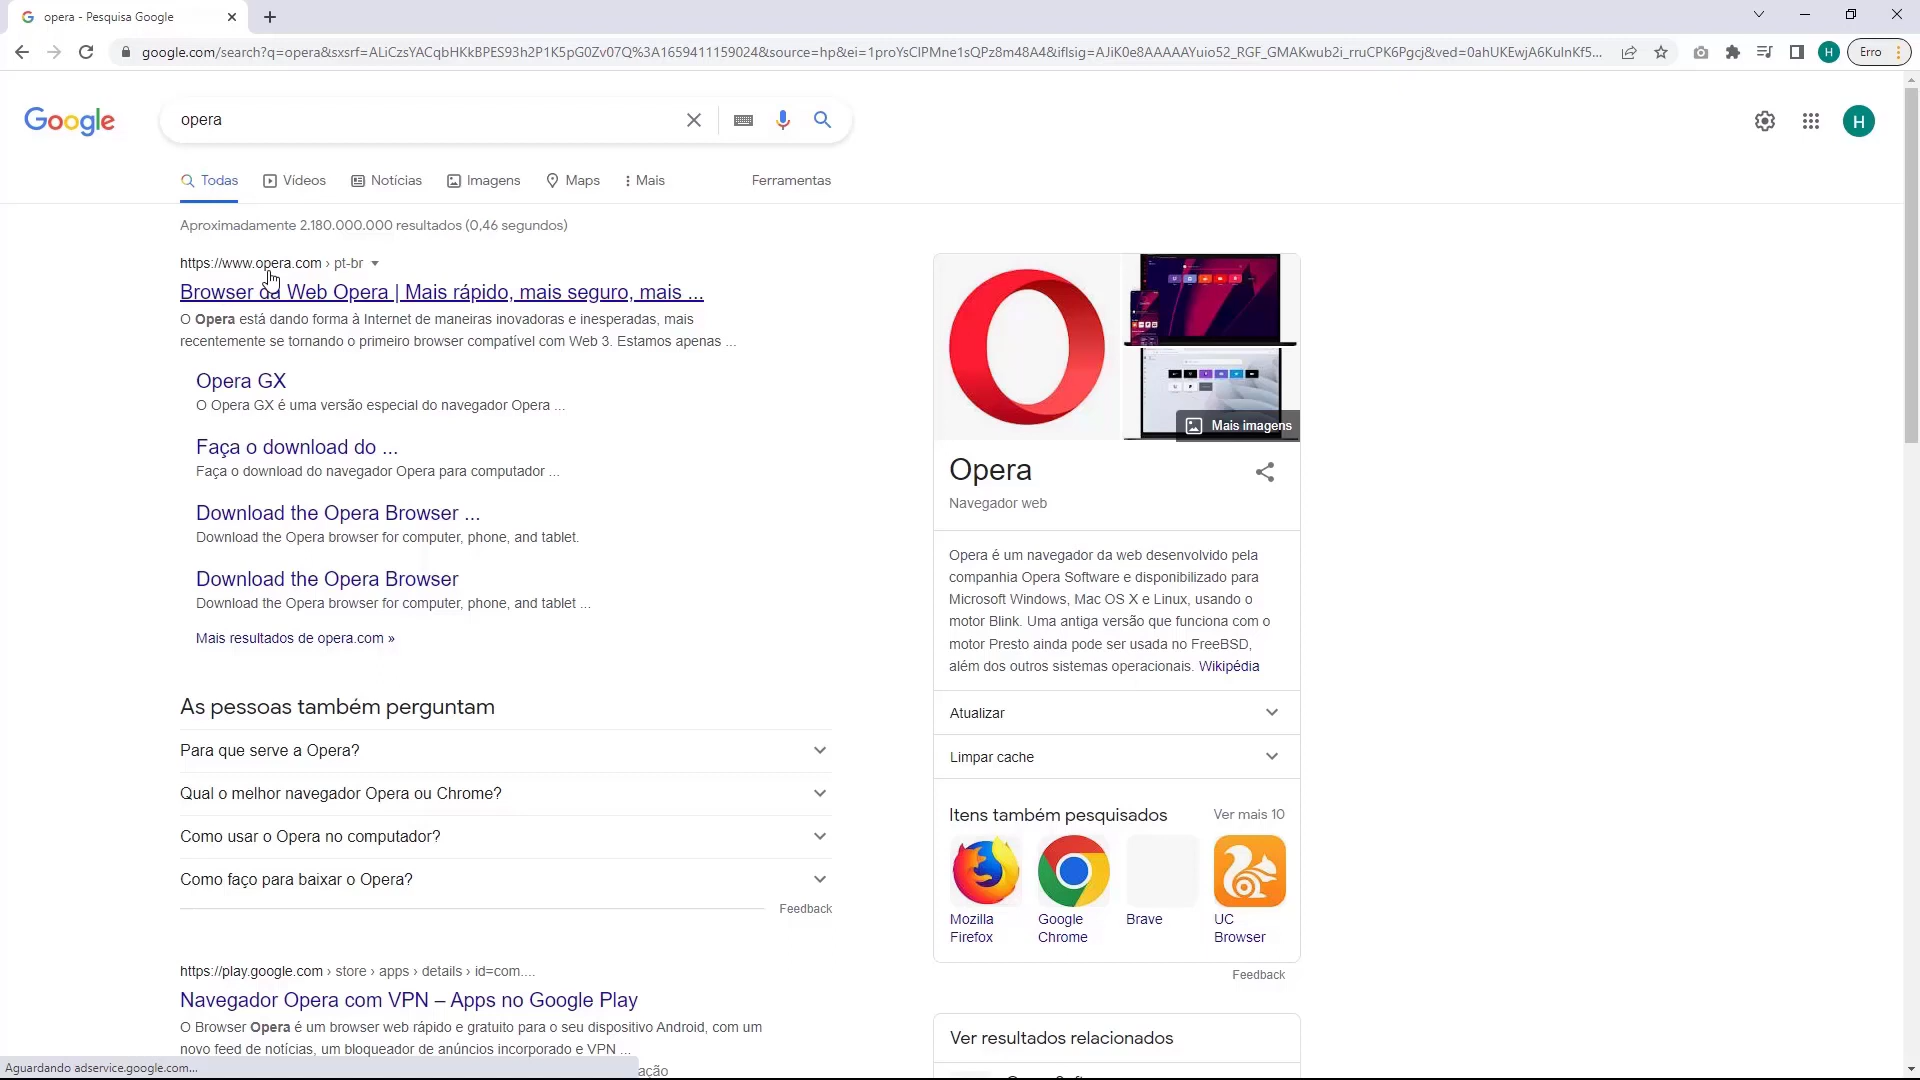 opera - Pesquisa Google
google.com/search?q=opera&sxsrf=ALiCzsYACqbHKkBPES93h2P1K5pG0Zv07Q%3A1659411159024&source=hp&ei=1proYsClPMne1sQPz8m48A4&iflsig=AJiK0e8AAAAAYuio52_RGF_GMAKwub2i_rruCPK6Pgcj&ved=0ahUKEwjA6KulnKf5...
H
Erro
Google
opera
H
Todas
Vídeos
Notícias
Imagens
Maps
Mais
Ferramentas
Aproximadamente 2.180.000.000 resultados (0,46 segundos)
https://www.opera.com › pt-br
Browser da Web Opera | Mais rápido, mais seguro, mais ...
O Opera está dando forma à Internet de maneiras inovadoras e inesperadas, mais
recentemente se tornando o primeiro browser compatível com Web 3. Estamos apenas ...
Opera GX
O Opera GX é uma versão especial do navegador Opera ...
Faça o download do ...
Faça o download do navegador Opera para computador ...
Download the Opera Browser ...
Download the Opera browser for computer, phone, and tablet.
Download the Opera Browser
Download the Opera browser for computer, phone, and tablet ...
Mais resultados de opera.com »
As pessoas também perguntam
Para que serve a Opera?
Qual o melhor navegador Opera ou Chrome?
Como usar o Opera no computador?
Como faço para baixar o Opera?
Feedback
https://play.google.com › store › apps › details › id=com....
Navegador Opera com VPN – Apps no Google Play
O Browser Opera é um browser web rápido e gratuito para o seu dispositivo Android, com um
novo feed de notícias, um bloqueador de anúncios incorporado e VPN ...
ação
Aguardando adservice.google.com...
Mais imagens
Opera
Navegador web
Opera é um navegador da web desenvolvido pela
companhia Opera Software e disponibilizado para
Microsoft Windows, Mac OS X e Linux, usando o
motor Blink. Uma antiga versão que funciona com o
motor Presto ainda pode ser usada no FreeBSD,
além dos outros sistemas operacionais. Wikipédia
Atualizar
Limpar cache
Itens também pesquisados
Ver mais 10
Mozilla
Firefox
Google
Chrome
Brave
UC
Browser
Feedback
Ver resultados relacionados